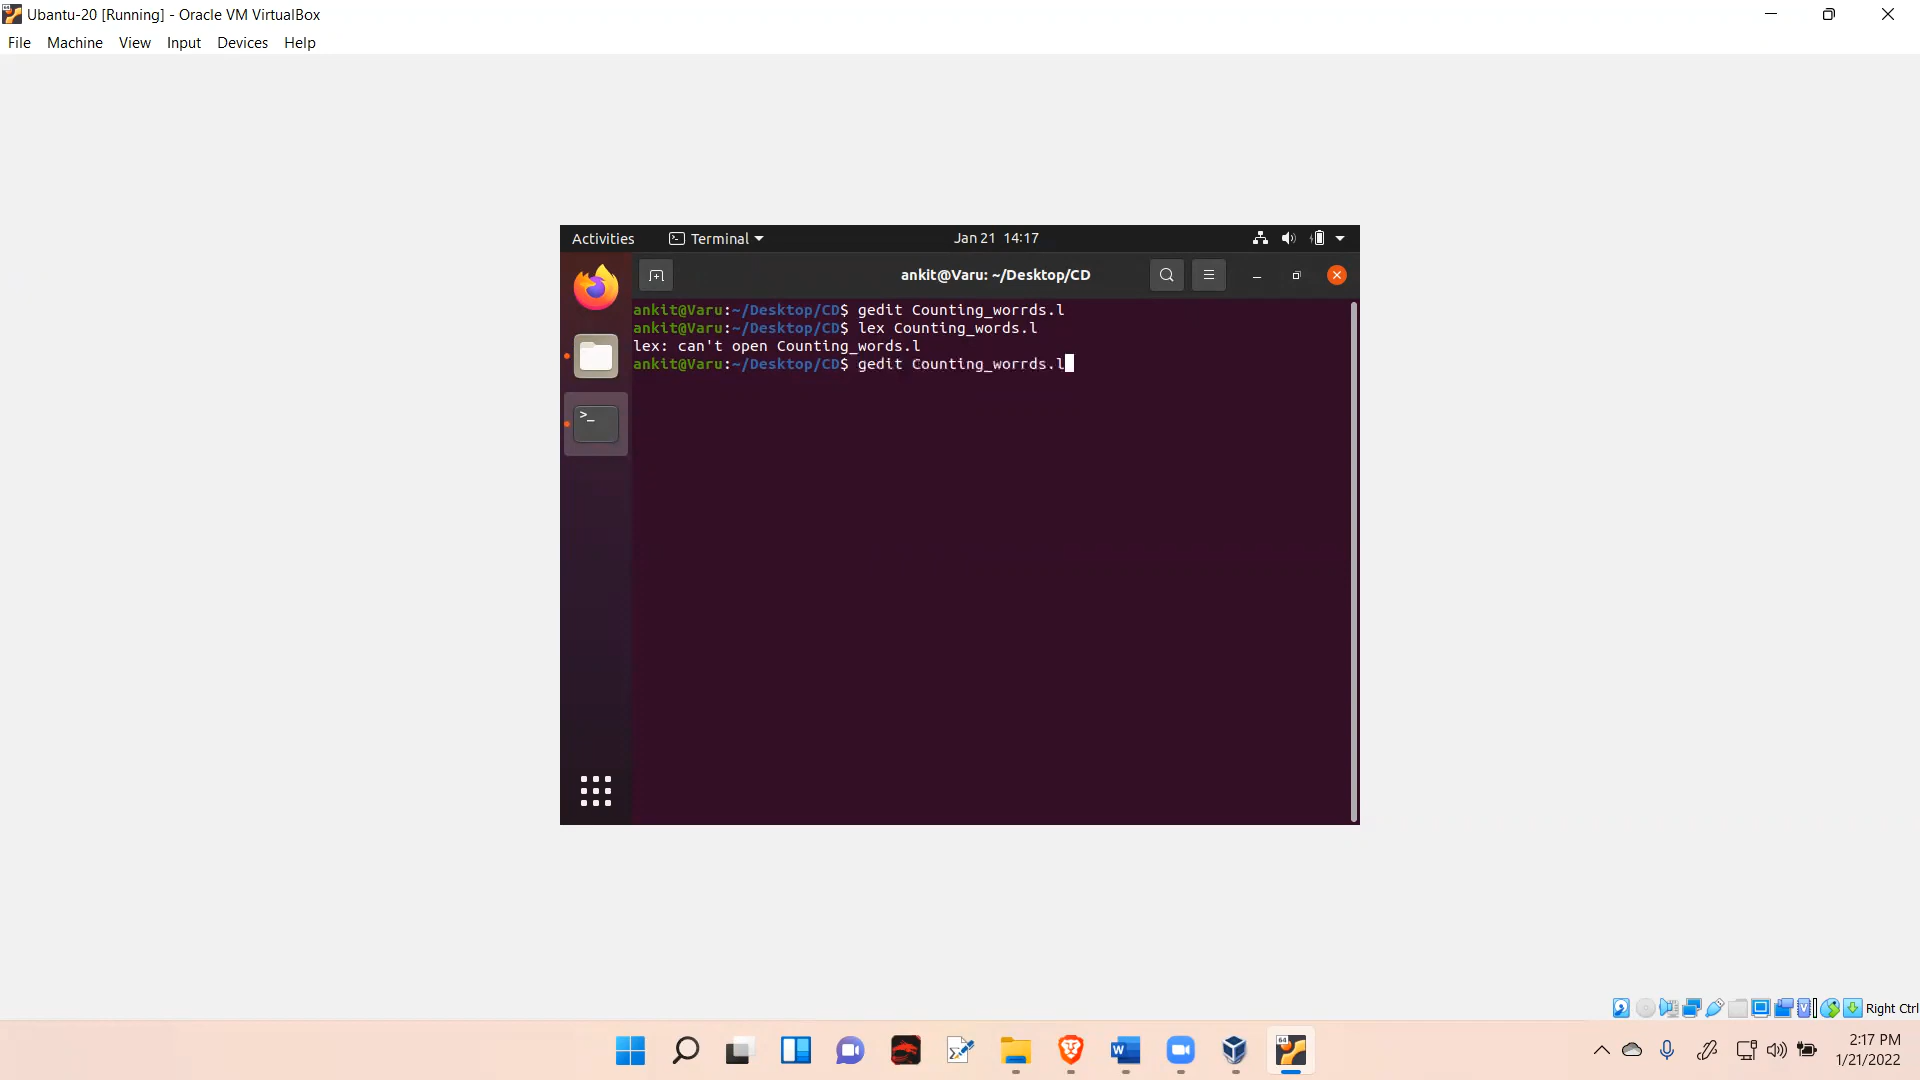 Ubantu-20 [Running] - Oracle VM VirtualBox
File Machine View Input Devices Help
Activities Terminal Jan 21 14:17
ankit@Varu: ~/Desktop/CD
ankit@Varu:~/Desktop/CD$ gedit Counting_worrds.l
ankit@Varu:~/Desktop/CD$ lex Counting_words.l
lex: can't open Counting_words.l
ankit@Varu:~/Desktop/CD$ gedit Counting_worrds.l
>_
Right Ctrl
2:17 PM
1/21/2022